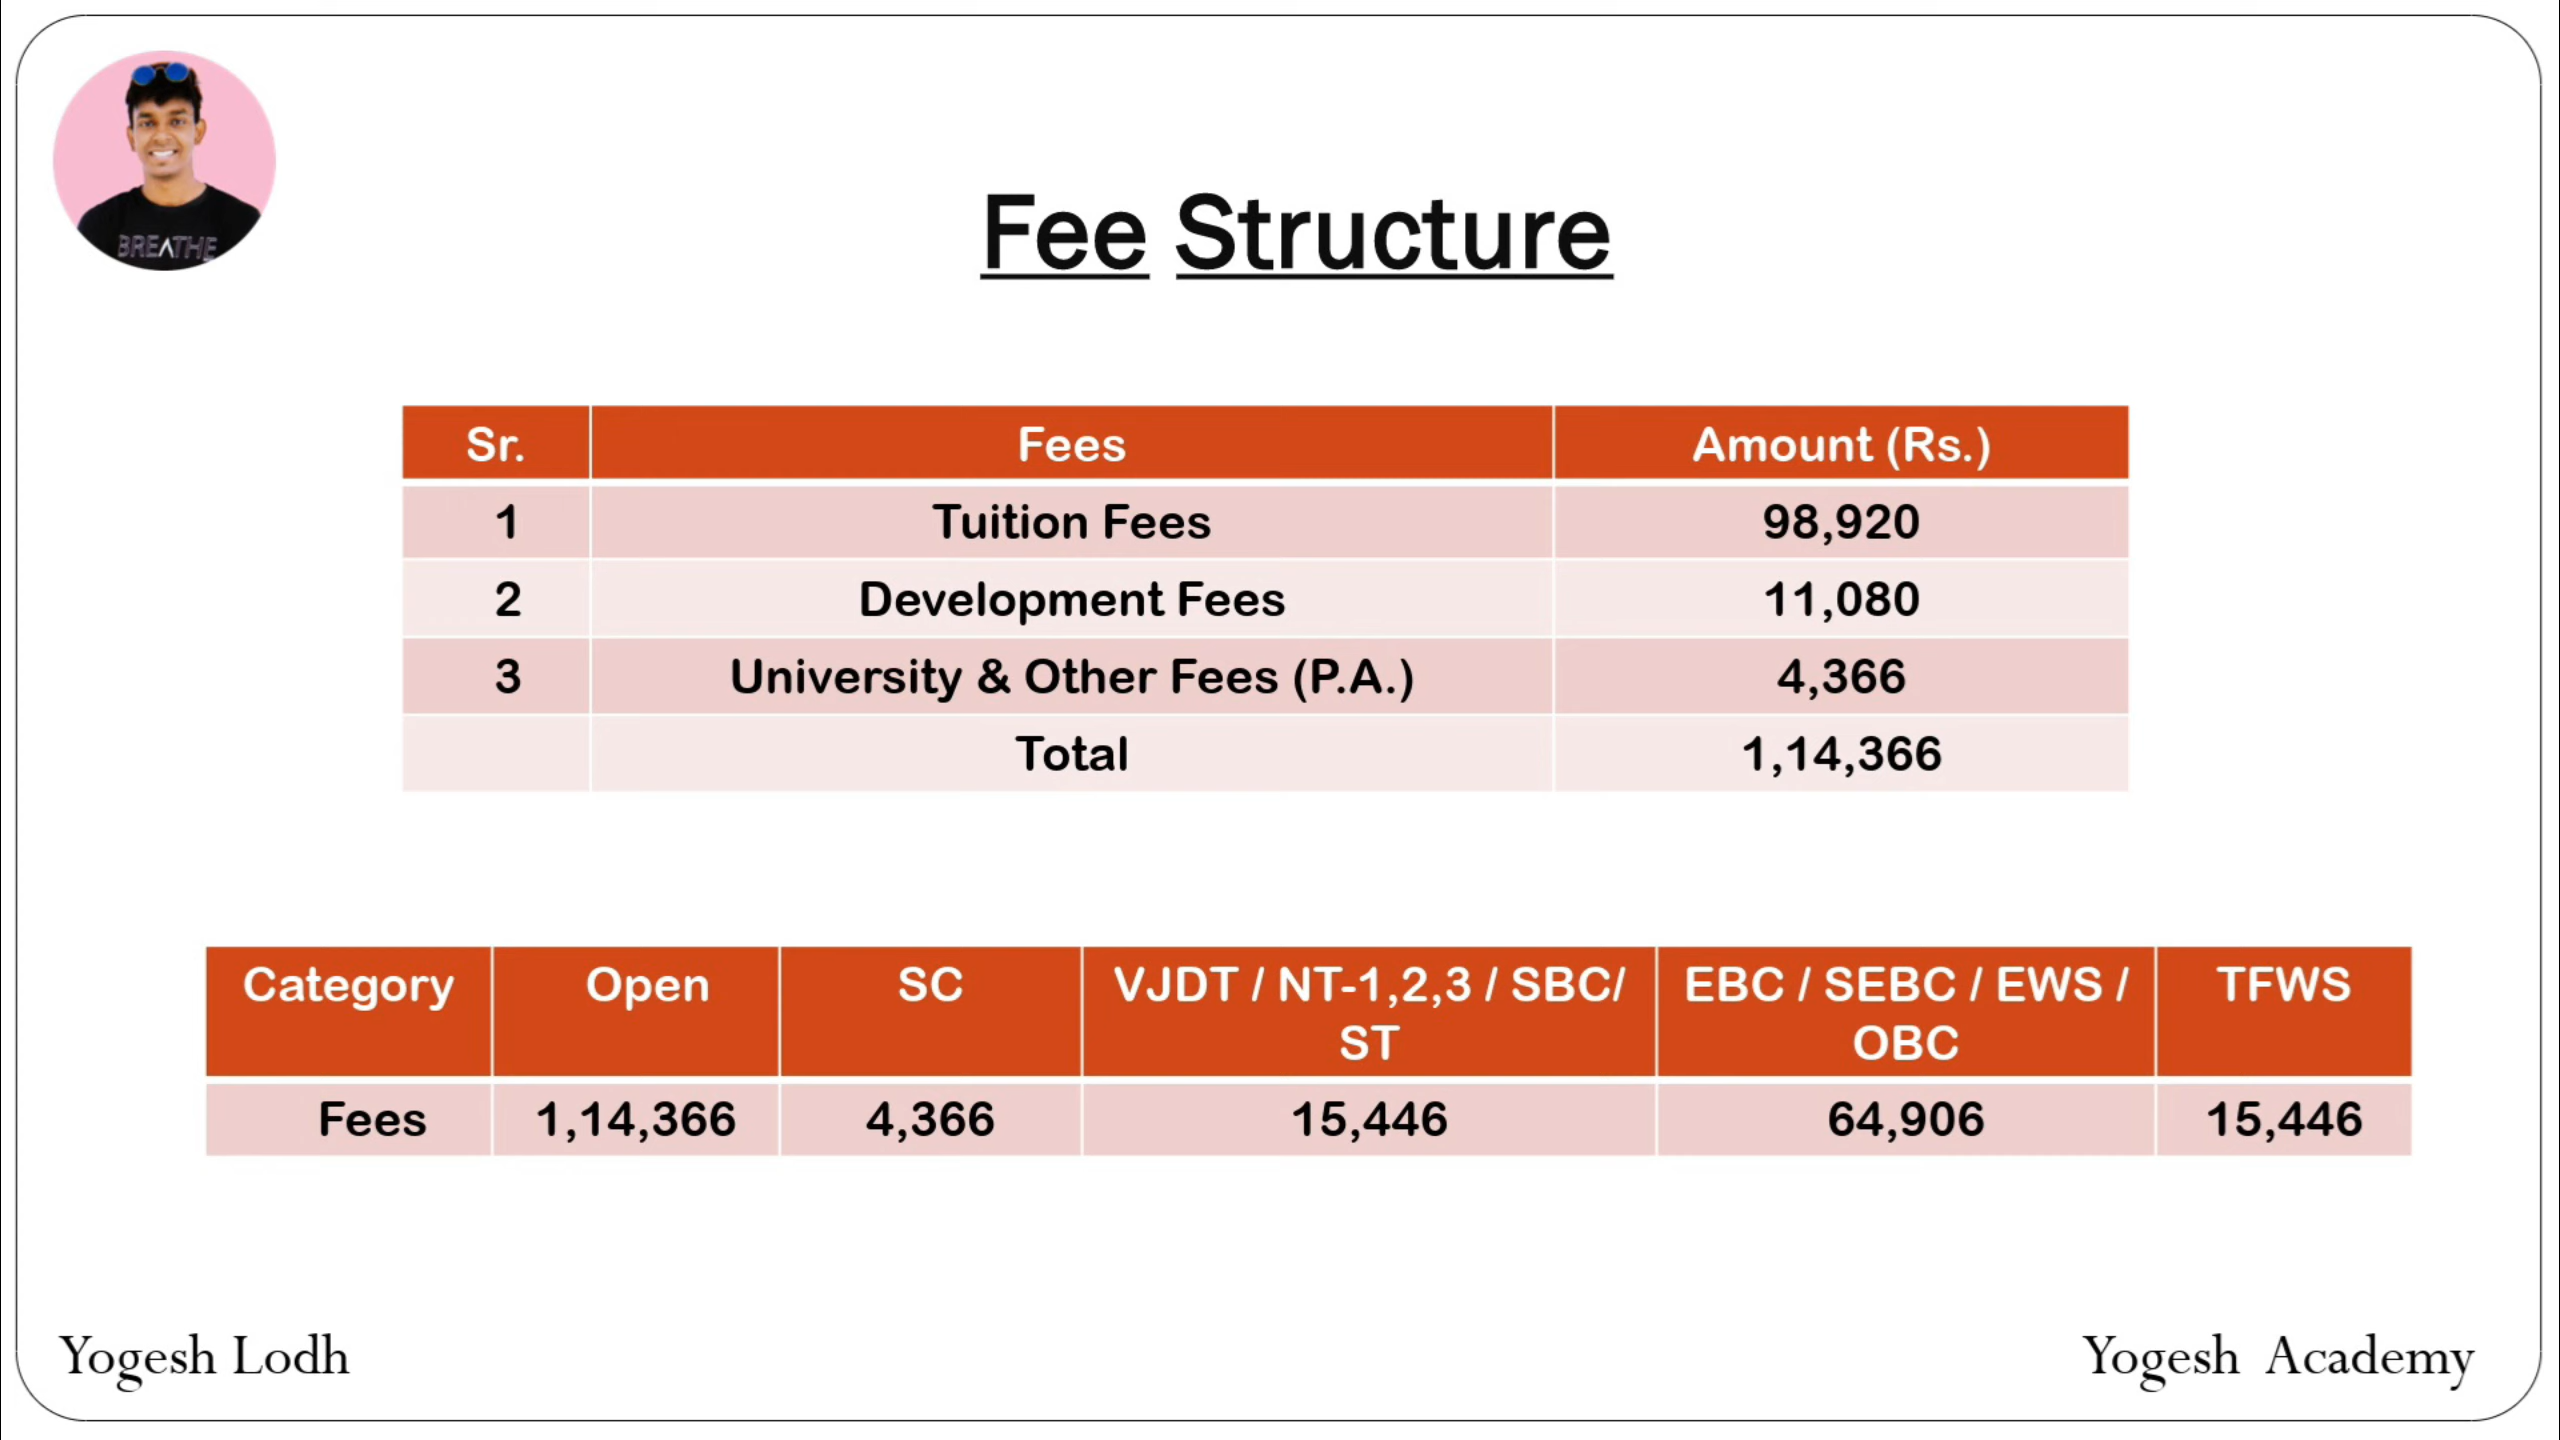 BREATHE
Fee Structure
Sr. Fees Amount (Rs.)
1 Tuition Fees 98,920
2 Development Fees 11,080
3 University & Other Fees (P.A.) 4,366
Total 1,14,366
Category Open SC VJDT / NT-1,2,3 / SBC/ ST EBC / SEBC / EWS / OBC TFWS
Fees 1,14,366 4,366 15,446 64,906 15,446
Yogesh Lodh
Yogesh Academy